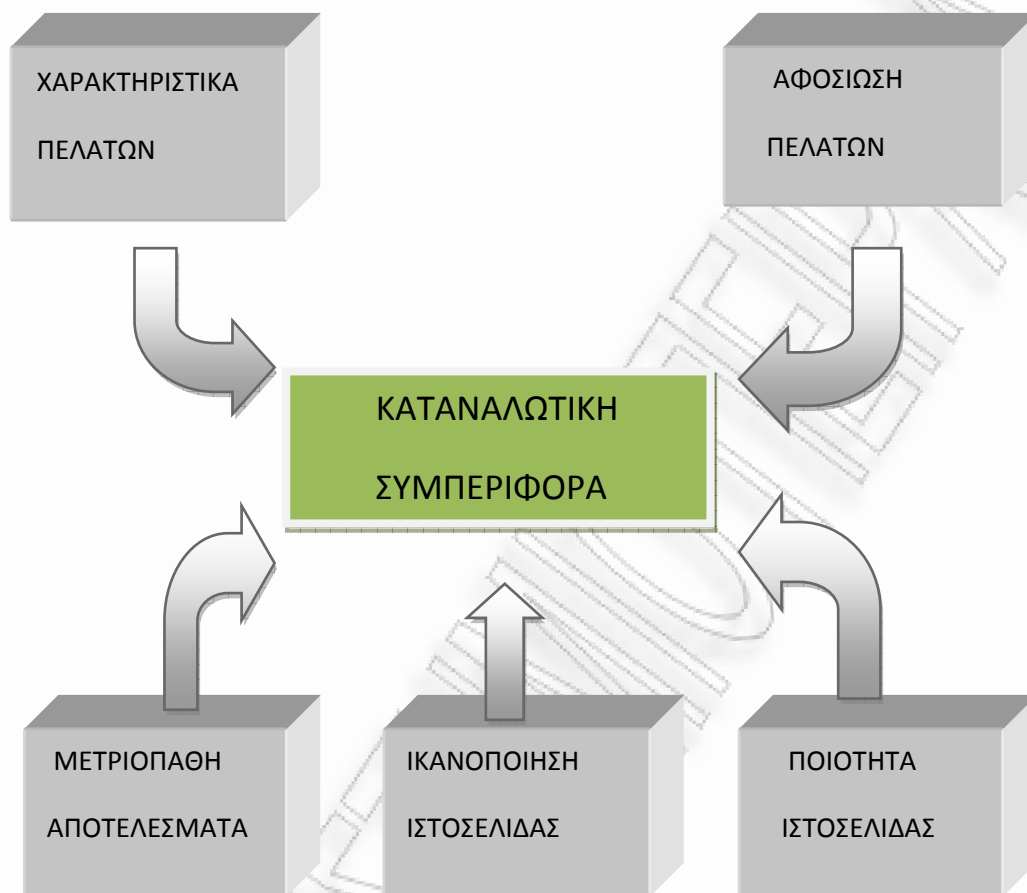 ΧΑΡΑΚΤΗΡΙΣΤΙΚΑ
ΠΕΛΑΤΩΝ
ΑΦΟΣΙΩΣΗ
ΠΕΛΑΤΩΝ
ΚΑΤΑΝΑΛΩΤΙΚΗ
ΣΥΜΠΕΡΙΦΟΡΑ
ΜΕΤΡΙΟΠΑΘΗ
ΑΠΟΤΕΛΕΣΜΑΤΑ
ΙΚΑΝΟΠΟΙΗΣΗ
ΙΣΤΟΣΕΛΙΔΑΣ
ΠΟΙΟΤΗΤΑ
ΙΣΤΟΣΕΛΙΔΑΣ